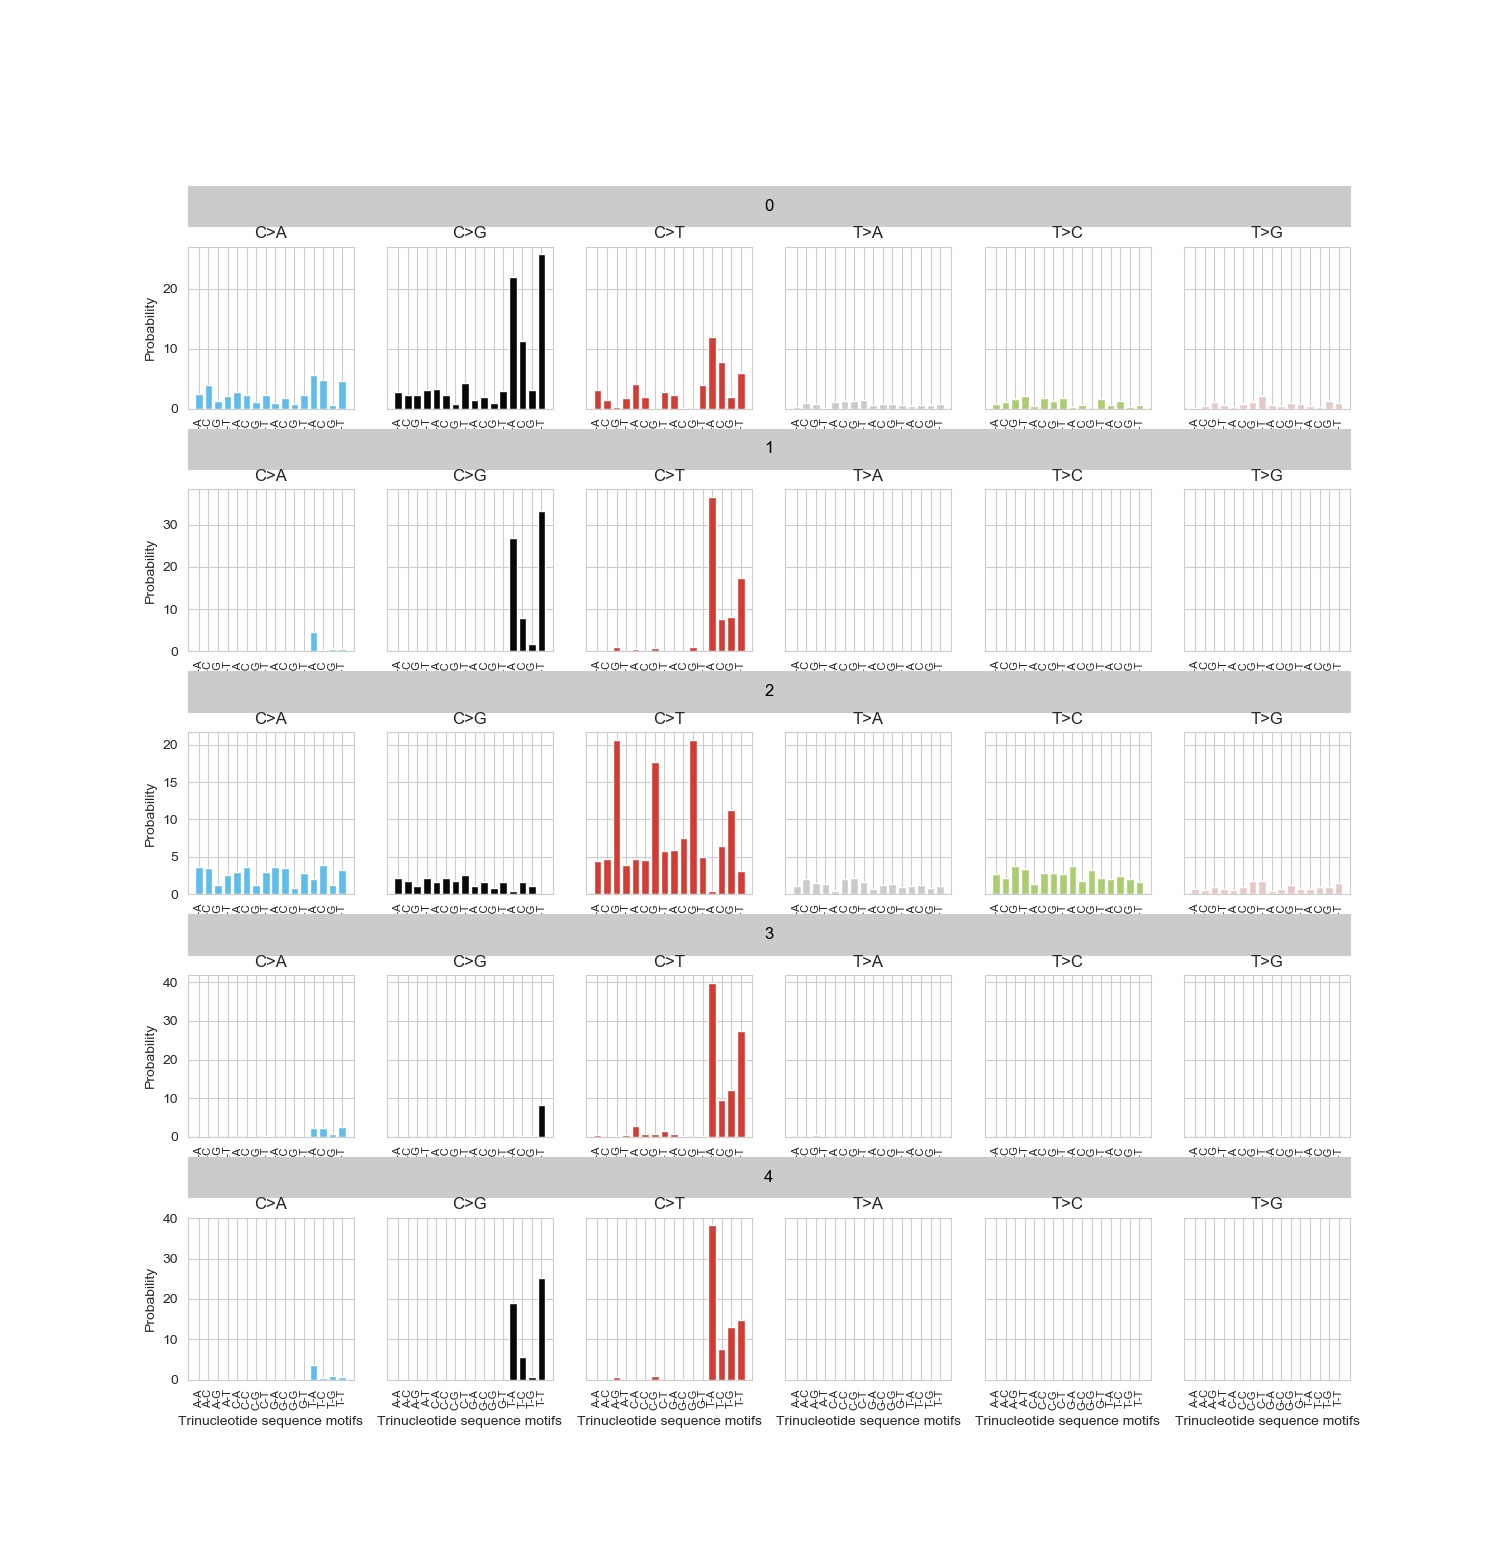 0
C>A C>G C>T T>A T>C T>G
Probability
20
10
0
1
C>A C>G C>T T>A T>C T>G
Probability
30
20
10
0
2
C>A C>G C>T T>A T>C T>G
Probability
20
15
10
5
0
3
C>A C>G C>T T>A T>C T>G
Probability
40
30
20
10
0
4
C>A C>G C>T T>A T>C T>G
Probability
40
30
20
10
0
A-A A-C A-G A-T C-A C-C C-G C-T G-A G-C G-G G-T T-A T-C T-G T-T
A-A A-C A-G A-T C-A C-C C-G C-T G-A G-C G-G G-T T-A T-C T-G T-T
A-A A-C A-G A-T C-A C-C C-G C-T G-A G-C G-G G-T T-A T-C T-G T-T
A-A A-C A-G A-T C-A C-C C-G C-T G-A G-C G-G G-T T-A T-C T-G T-T
A-A A-C A-G A-T C-A C-C C-G C-T G-A G-C G-G G-T T-A T-C T-G T-T
A-A A-C A-G A-T C-A C-C C-G C-T G-A G-C G-G G-T T-A T-C T-G T-T
Trinucleotide sequence motifs Trinucleotide sequence motifs Trinucleotide sequence motifs Trinucleotide sequence motifs Trinucleotide sequence motifs Trinucleotide sequence motifs